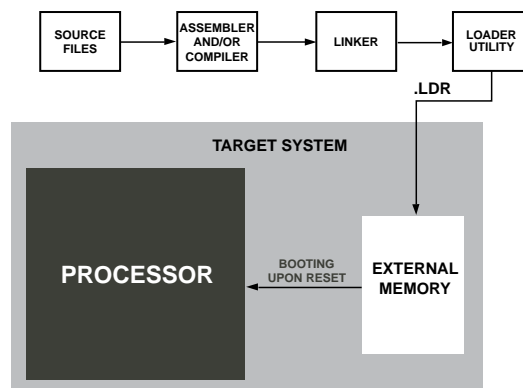 SOURCE
FILES
ASSEMBLER
AND/OR
COMPILER
LINKER
LOADER
UTILITY
.LDR
TARGET SYSTEM
PROCESSOR
BOOTING
UPON RESET
EXTERNAL
MEMORY